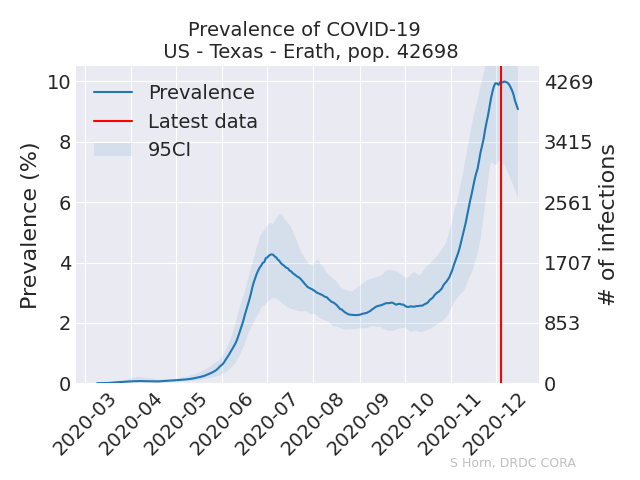 Prevalence of COVID-19
US - Texas - Erath, pop. 42698
Prevalence
Latest data
95CI
Prevalence (%)
10
8
6
4
2
0
4269
3415
2561
1707
853
0
# of infections
2020-03
2020-04
2020-05
2020-06
2020-07
2020-08
2020-09
2020-10
2020-11
2020-12
S Horn, DRDC CORA